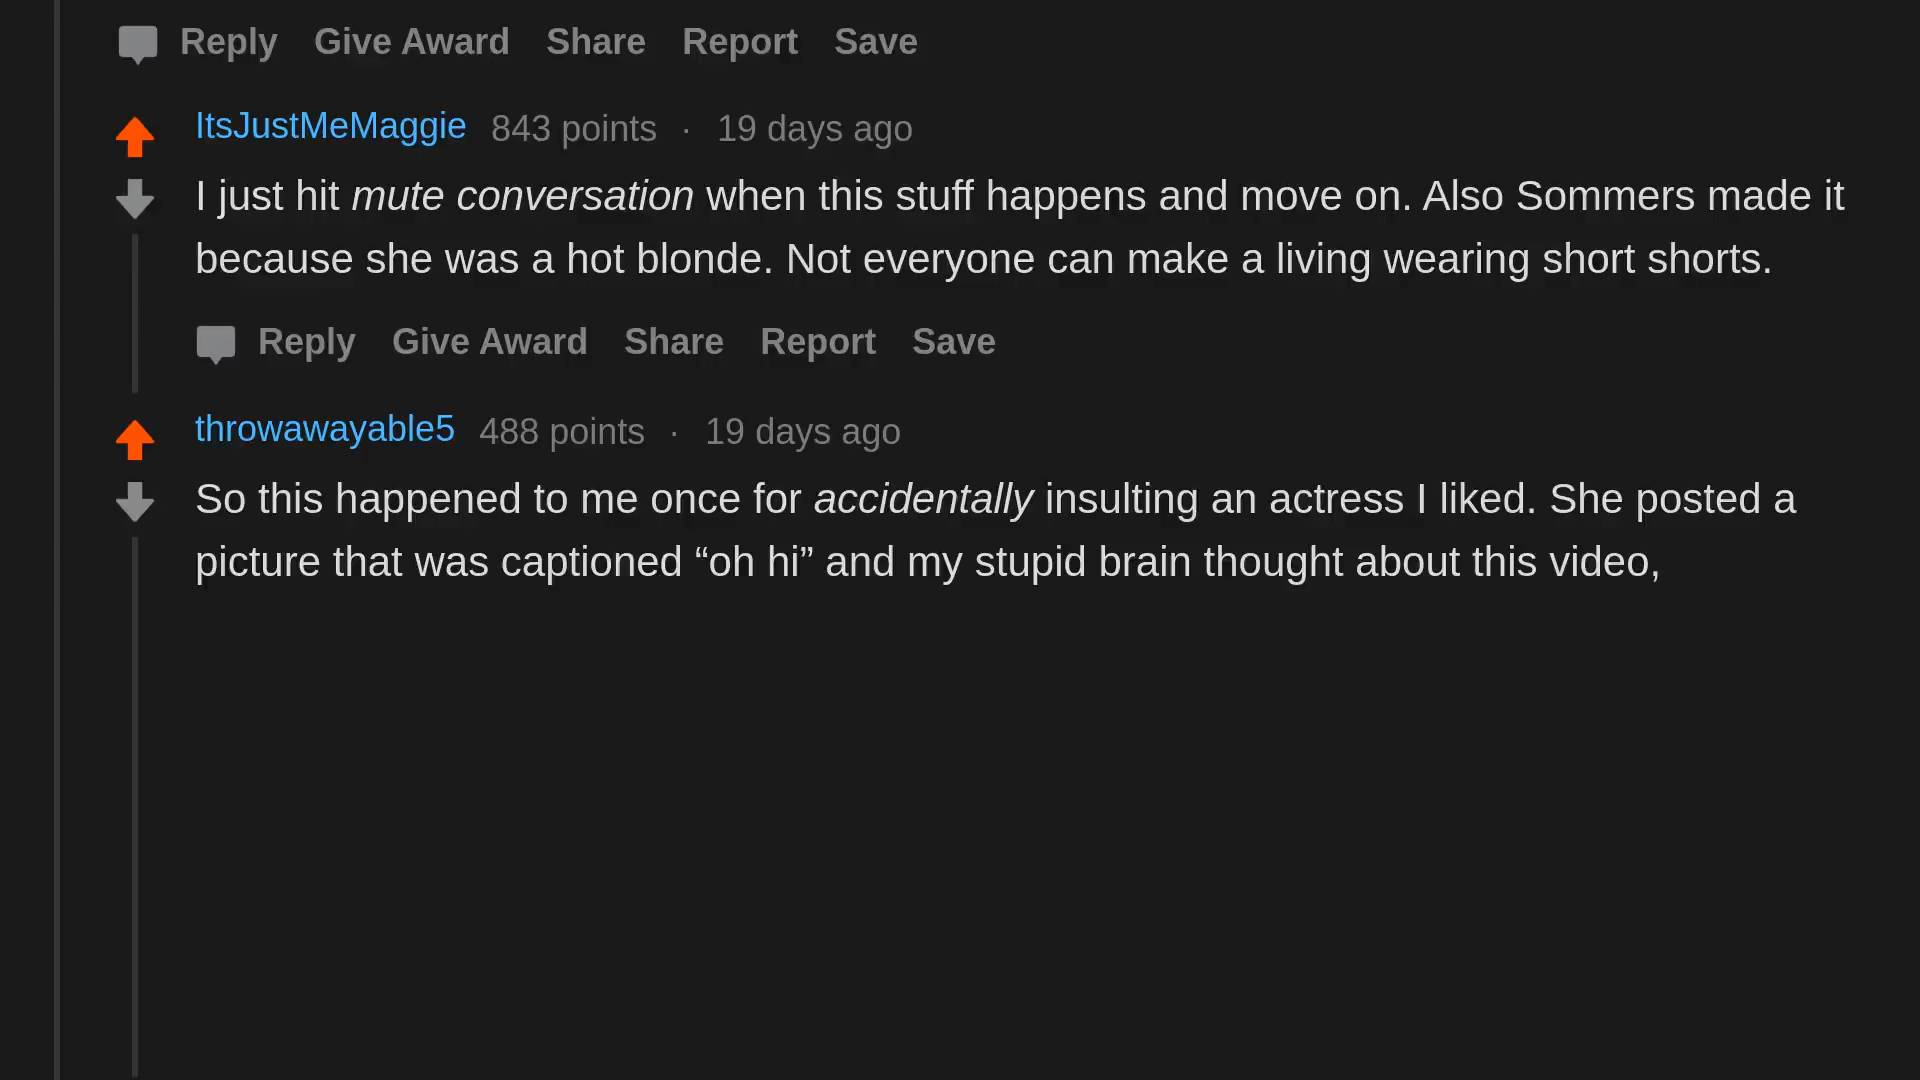 Reply Give Award Share Report Save
ItsJustMeMaggie 843 points · 19 days ago
I just hit mute conversation when this stuff happens and move on. Also Sommers made it
because she was a hot blonde. Not everyone can make a living wearing short shorts.
Reply Give Award Share Report Save
throwawayable5 488 points · 19 days ago
So this happened to me once for accidentally insulting an actress I liked. She posted a
picture that was captioned “oh hi” and my stupid brain thought about this video,